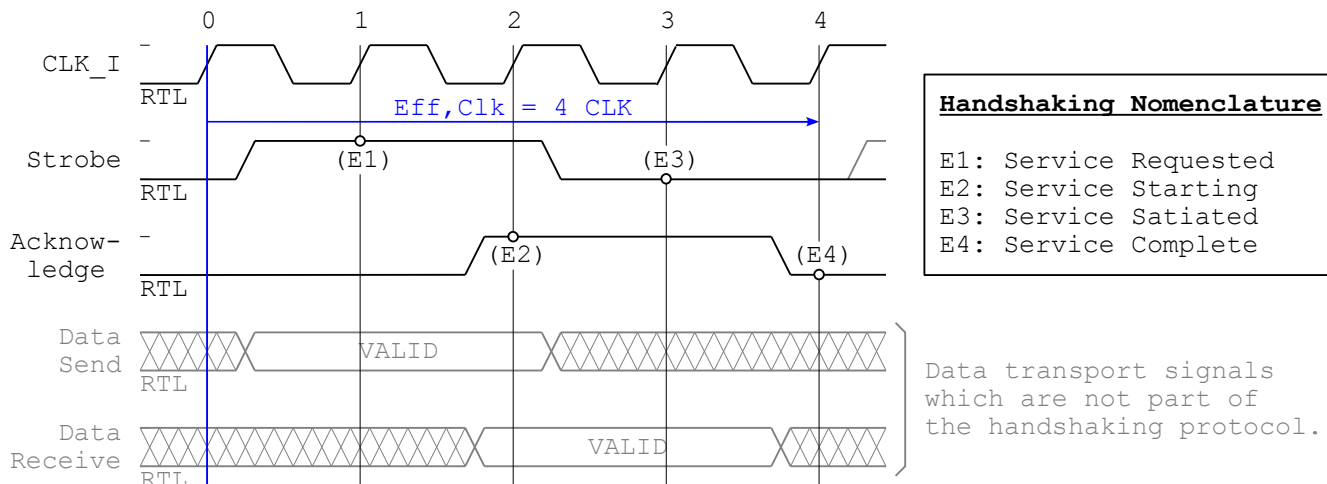 0 1 2 3 4
CLK_I
RTL
Eff,Clk = 4 CLK
Strobe
(E1)
(E3)
RTL
Acknow-
ledge
(E2)
(E4)
RTL
Data
Send
VALID
RTL
Data
Receive
VALID
RTL
Handshaking Nomenclature
E1: Service Requested
E2: Service Starting
E3: Service Satiated
E4: Service Complete
Data transport signals
which are not part of
the handshaking protocol.